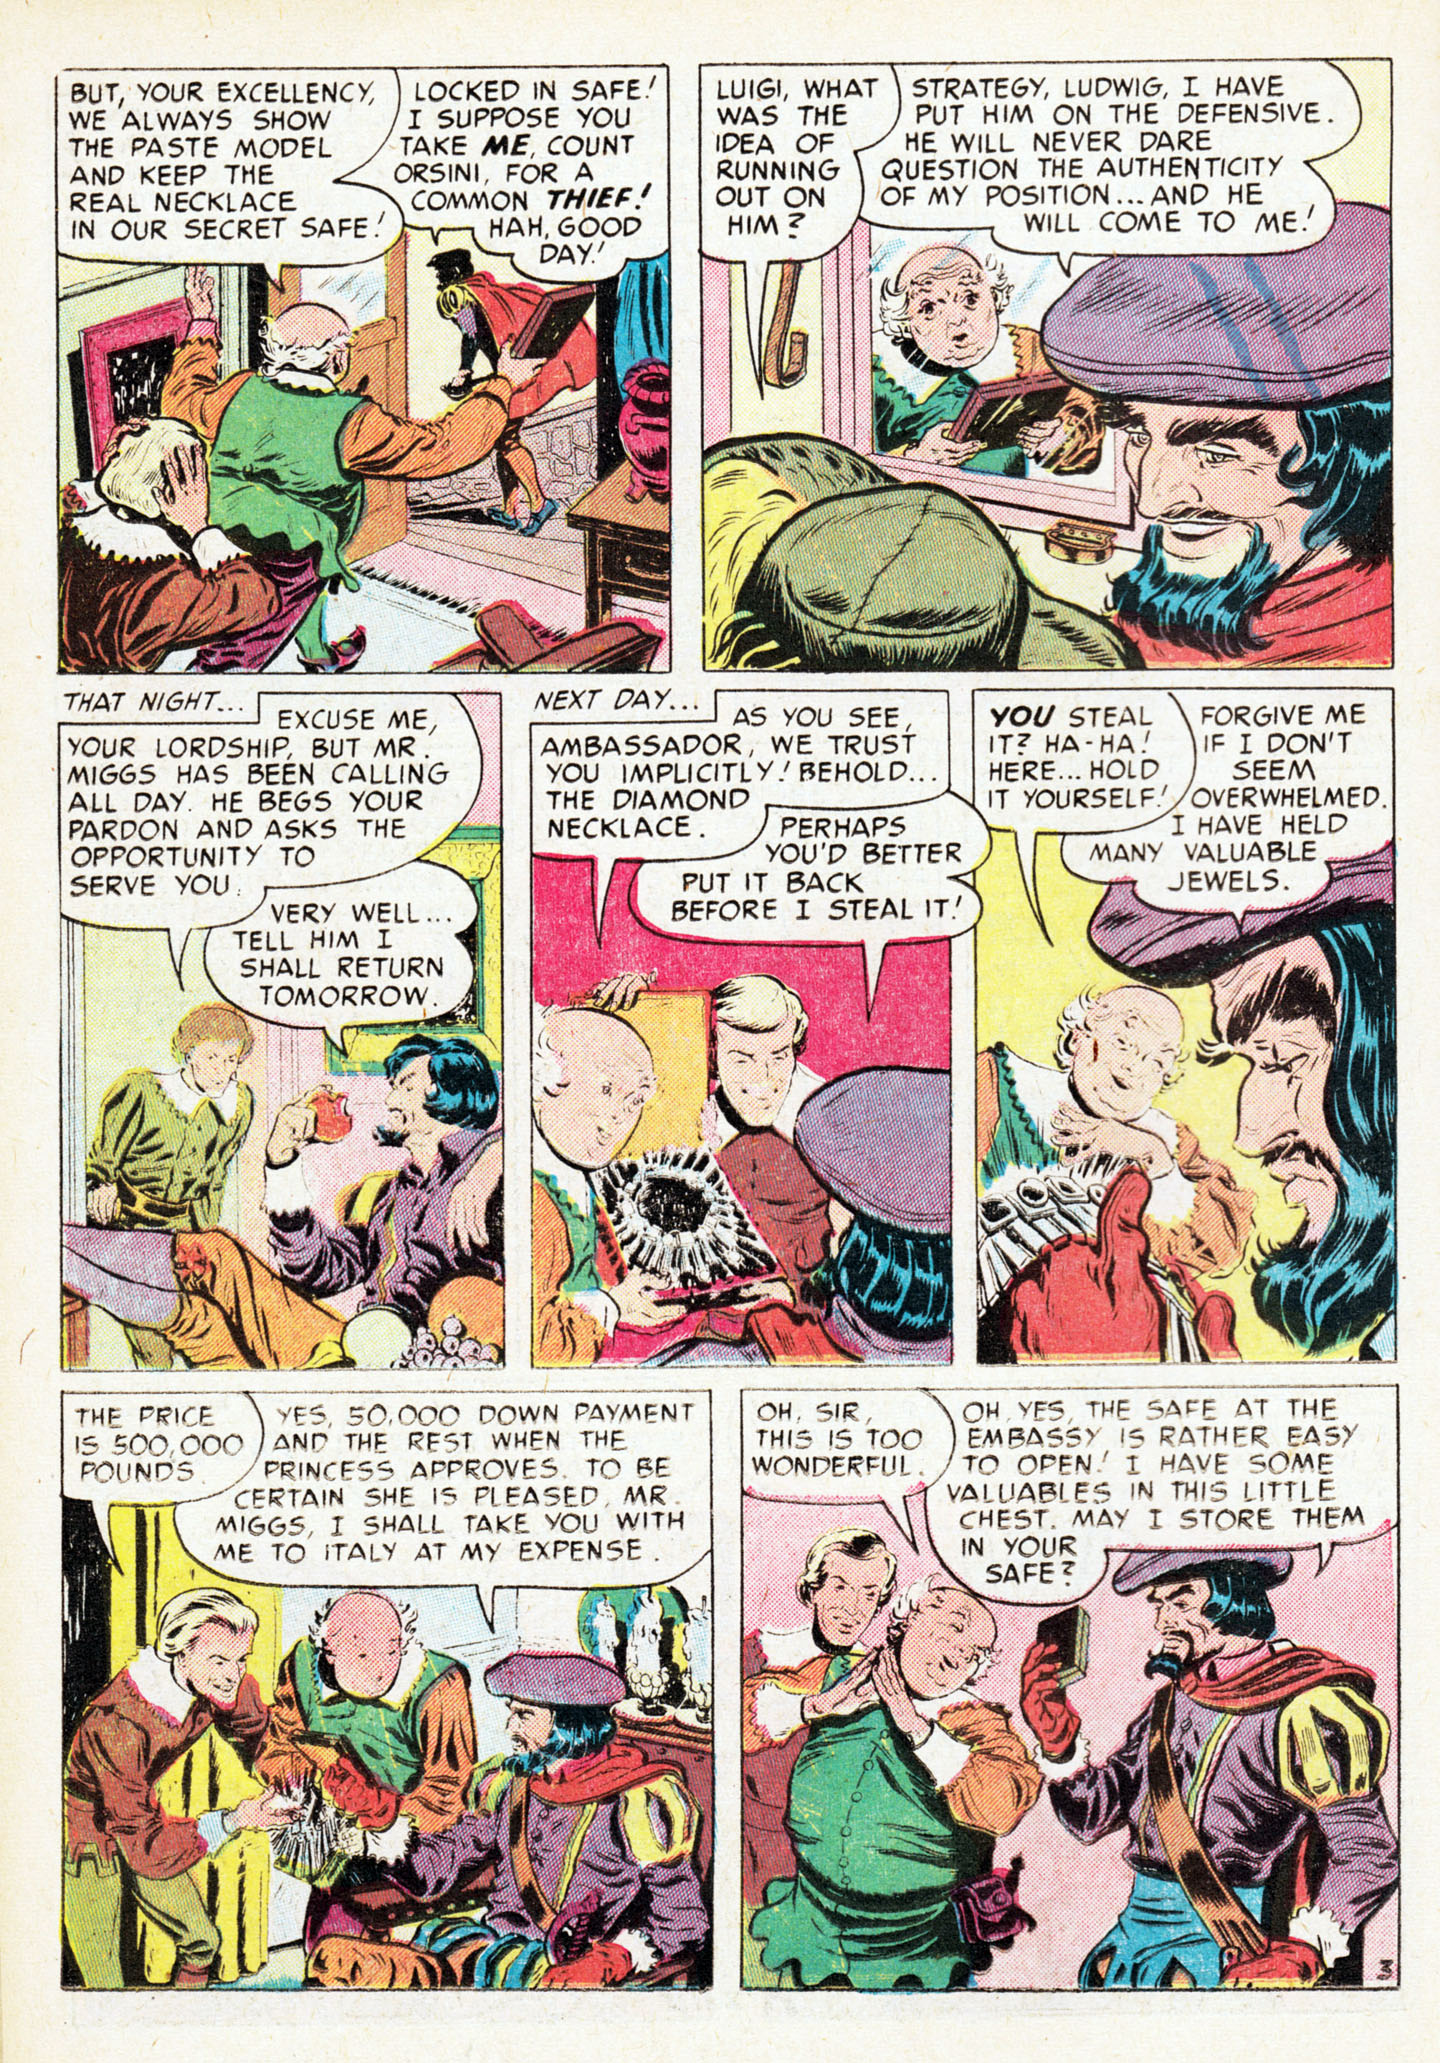 BUT, YOUR EXCELLENCY,
WE ALWAYS SHOW
THE PASTE MODEL
AND KEEP THE
REAL NECKLACE
IN OUR SECRET SAFE!
LOCKED IN SAFE!
I SUPPOSE YOU
TAKE ME, COUNT
ORSINI, FOR A
COMMON THIEF!
HAH, GOOD
DAY!
LUIGI, WHAT
WAS THE
IDEA OF
RUNNING
OUT ON
HIM?
STRATEGY, LUDWIG, I HAVE
PUT HIM ON THE DEFENSIVE.
HE WILL NEVER DARE
QUESTION THE AUTHENTICITY
OF MY POSITION...AND HE
WILL COME TO ME!
THAT NIGHT...
EXCUSE ME,
YOUR LORDSHIP, BUT MR.
MIGGS HAS BEEN CALLING
ALL DAY. HE BEGS YOUR
PARDON AND ASKS THE
OPPORTUNITY TO
SERVE YOU.
VERY WELL...
TELL HIM I
SHALL RETURN
TOMORROW.
NEXT DAY...
AS YOU SEE,
AMBASSADOR, WE TRUST
YOU IMPLICITLY! BEHOLD...
THE DIAMOND
NECKLACE.
PERHAPS
YOU'D BETTER
PUT IT BACK
BEFORE I STEAL IT!
YOU STEAL
IT? HA-HA!
HERE...HOLD
IT YOURSELF!
FORGIVE ME
IF I DON'T
SEEM
OVERWHELMED.
I HAVE HELD
MANY VALUABLE
JEWELS.
THE PRICE
IS 500,000
POUNDS.
YES, 50,000 DOWN PAYMENT
AND THE REST WHEN THE
PRINCESS APPROVES. TO BE
CERTAIN SHE IS PLEASED, MR.
MIGGS, I SHALL TAKE YOU WITH
ME TO ITALY AT MY EXPENSE.
OH, SIR,
THIS IS TOO
WONDERFUL.
OH, YES, THE SAFE AT THE
EMBASSY IS RATHER EASY
TO OPEN! I HAVE SOME
VALUABLES IN THIS LITTLE
CHEST. MAY I STORE THEM
IN YOUR
SAFE?